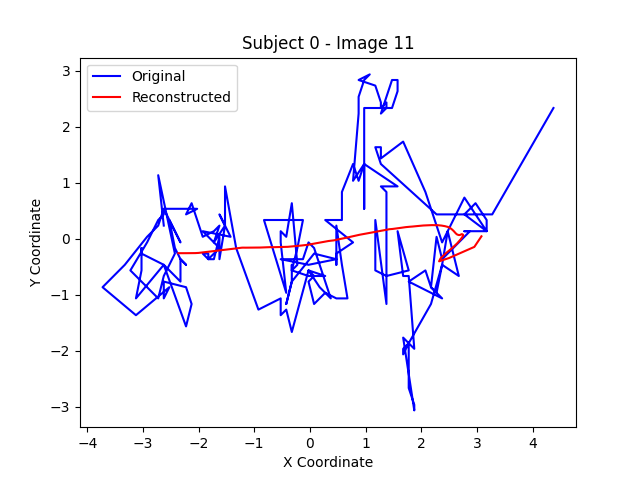 Subject 0 - Image 11
Original
Reconstructed
3
2
1
0
−1
−2
−3
Y Coordinate
−4 −3 −2 −1 0 1 2 3 4
X Coordinate